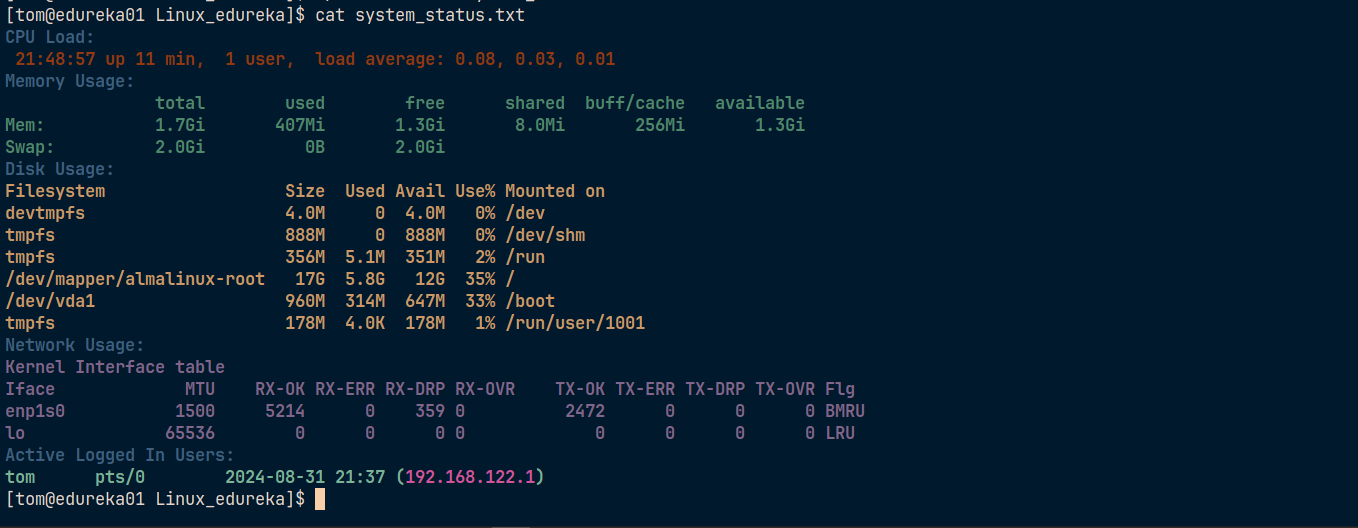 [tom@edureka01 Linux_edureka]$ cat system_status.txt
CPU Load:
 21:48:57 up 11 min,  1 user,  load average: 0.08, 0.03, 0.01
Memory Usage:
               total        used        free      shared  buff/cache   available
Mem:           1.7Gi       407Mi       1.3Gi       8.0Mi       256Mi       1.3Gi
Swap:          2.0Gi          0B       2.0Gi
Disk Usage:
Filesystem                  Size  Used Avail Use% Mounted on
devtmpfs                    4.0M     0  4.0M   0% /dev
tmpfs                       888M     0  888M   0% /dev/shm
tmpfs                       356M  5.1M  351M   2% /run
/dev/mapper/almalinux-root   17G  5.8G   12G  35% /
/dev/vda1                   960M  314M  647M  33% /boot
tmpfs                       178M  4.0K  178M   1% /run/user/1001
Network Usage:
Kernel Interface table
Iface             MTU    RX-OK RX-ERR RX-DRP RX-OVR    TX-OK TX-ERR TX-DRP TX-OVR Flg
enp1s0           1500     5214      0    359 0          2472      0      0      0 BMRU
lo              65536        0      0      0 0             0      0      0      0 LRU
Active Logged In Users:
tom      pts/0        2024-08-31 21:37 (192.168.122.1)
[tom@edureka01 Linux_edureka]$